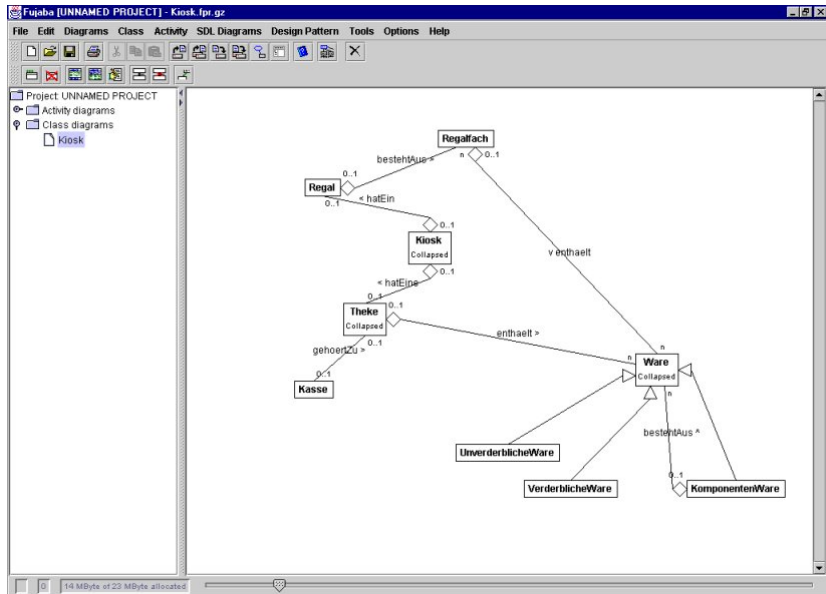 Fujaba [UNNAMED PROJECT] - Kiosk.fpr.gz
File Edit Diagrams Class Activity SDL Diagrams Design Pattern Tools Options Help
Project: UNNAMED PROJECT
Activity diagrams
Class diagrams
Kiosk
Regalfach
bestehtAus ^
n 0..1
0..1
Regal
0..1
< hatEin
0..1
Kiosk
Collapsed
0..1
v enthaelt
< hatEine
0..1
0..1
Theke
Collapsed
enthaelt >
0..1
gehoertZu >
n
n
Ware
Collapsed
0..1
Kasse
n
bestehtAus ^
UnverderblicheWare
0..1
VerderblicheWare
KomponentenWare
0
14 MByte of 23 MByte allocated